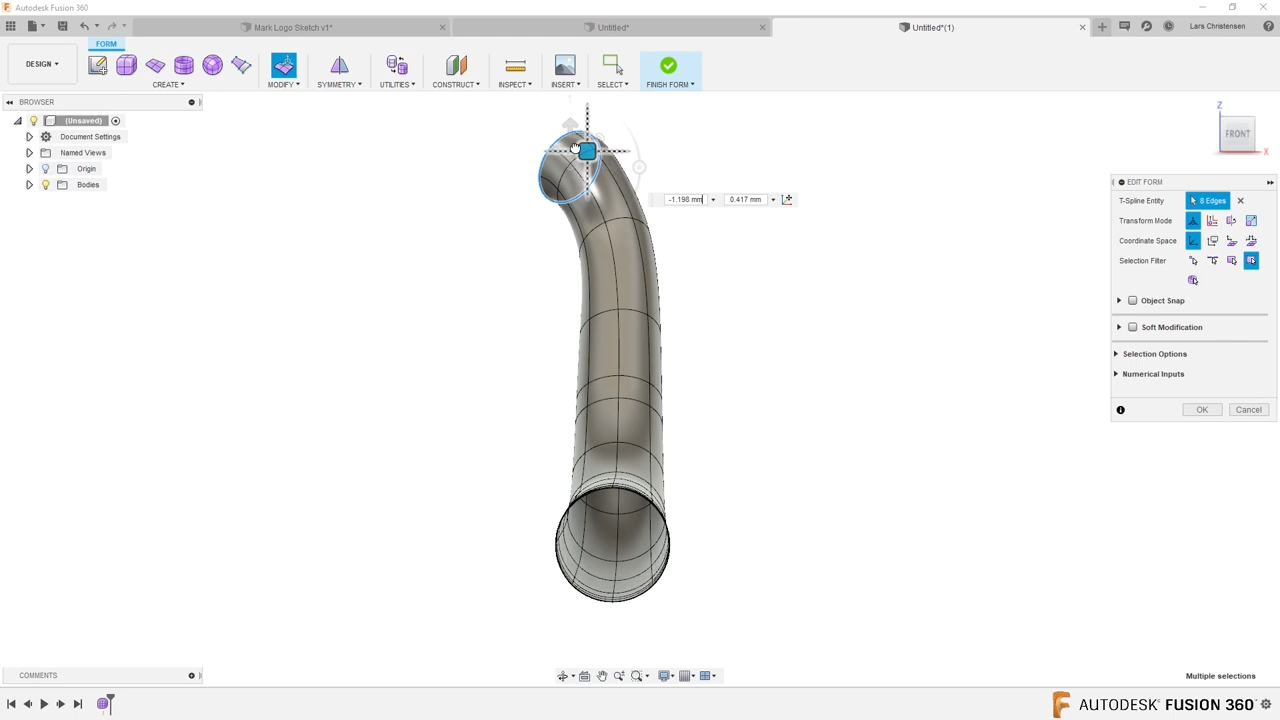 Autodesk Fusion 360
Mark Logo Sketch v1*
Untitled*
Untitled*(1)
Lars Christensen
FORM
DESIGN
CREATE
MODIFY
SYMMETRY
UTILITIES
CONSTRUCT
INSPECT
INSERT
SELECT
FINISH FORM
BROWSER
(Unsaved)
Document Settings
Named Views
Origin
Bodies
Z
FRONT
X
-1.198 mm
0.417 mm
EDIT FORM
T-Spline Entity
8 Edges
Transform Mode
Coordinate Space
Selection Filter
Object Snap
Soft Modification
Selection Options
Numerical Inputs
OK
Cancel
COMMENTS
Multiple selections
AUTODESK® FUSION 360°